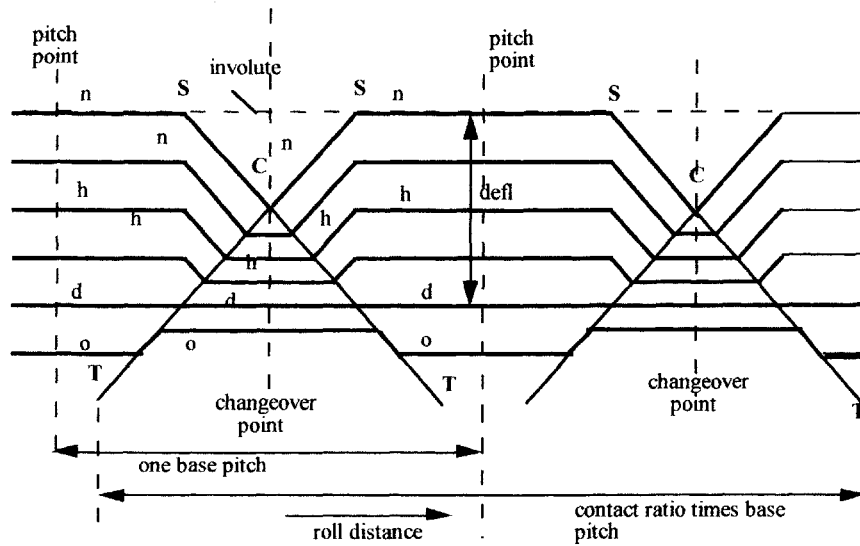 pitch
point
pitch
point
involute
S
S
S
n
n
n
n
C
C
h
h
h
h
h
defl
d
d
d
o
o
o
T
T
T
changeover
point
changeover
point
one base pitch
roll distance
contact ratio times base
pitch